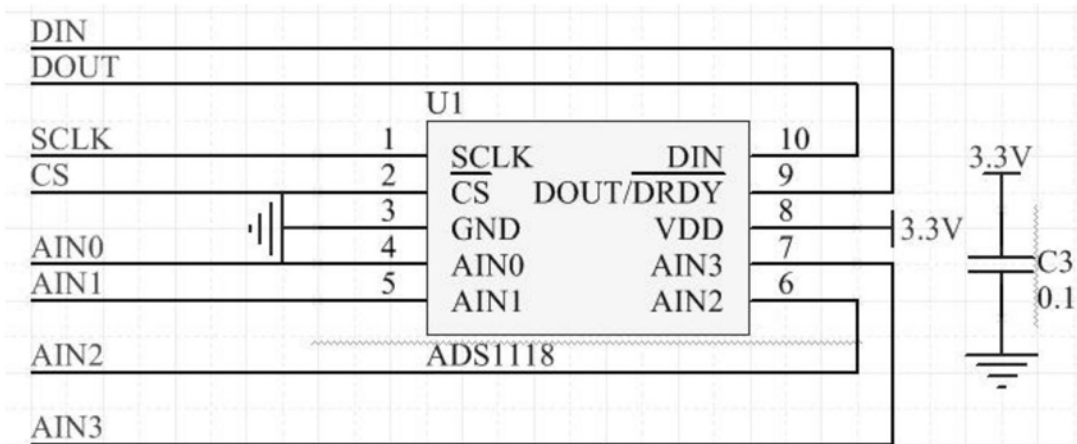 DIN
DOUT
U1
SCLK 1 SCLK DIN 10
CS 2 CS DOUT/DRDY 9
3 GND VDD 8 3.3V
AIN0 4 AIN0 AIN3 7
AIN1 5 AIN1 AIN2 6
AIN2 ADS1118
AIN3
3.3V
C3
0.1